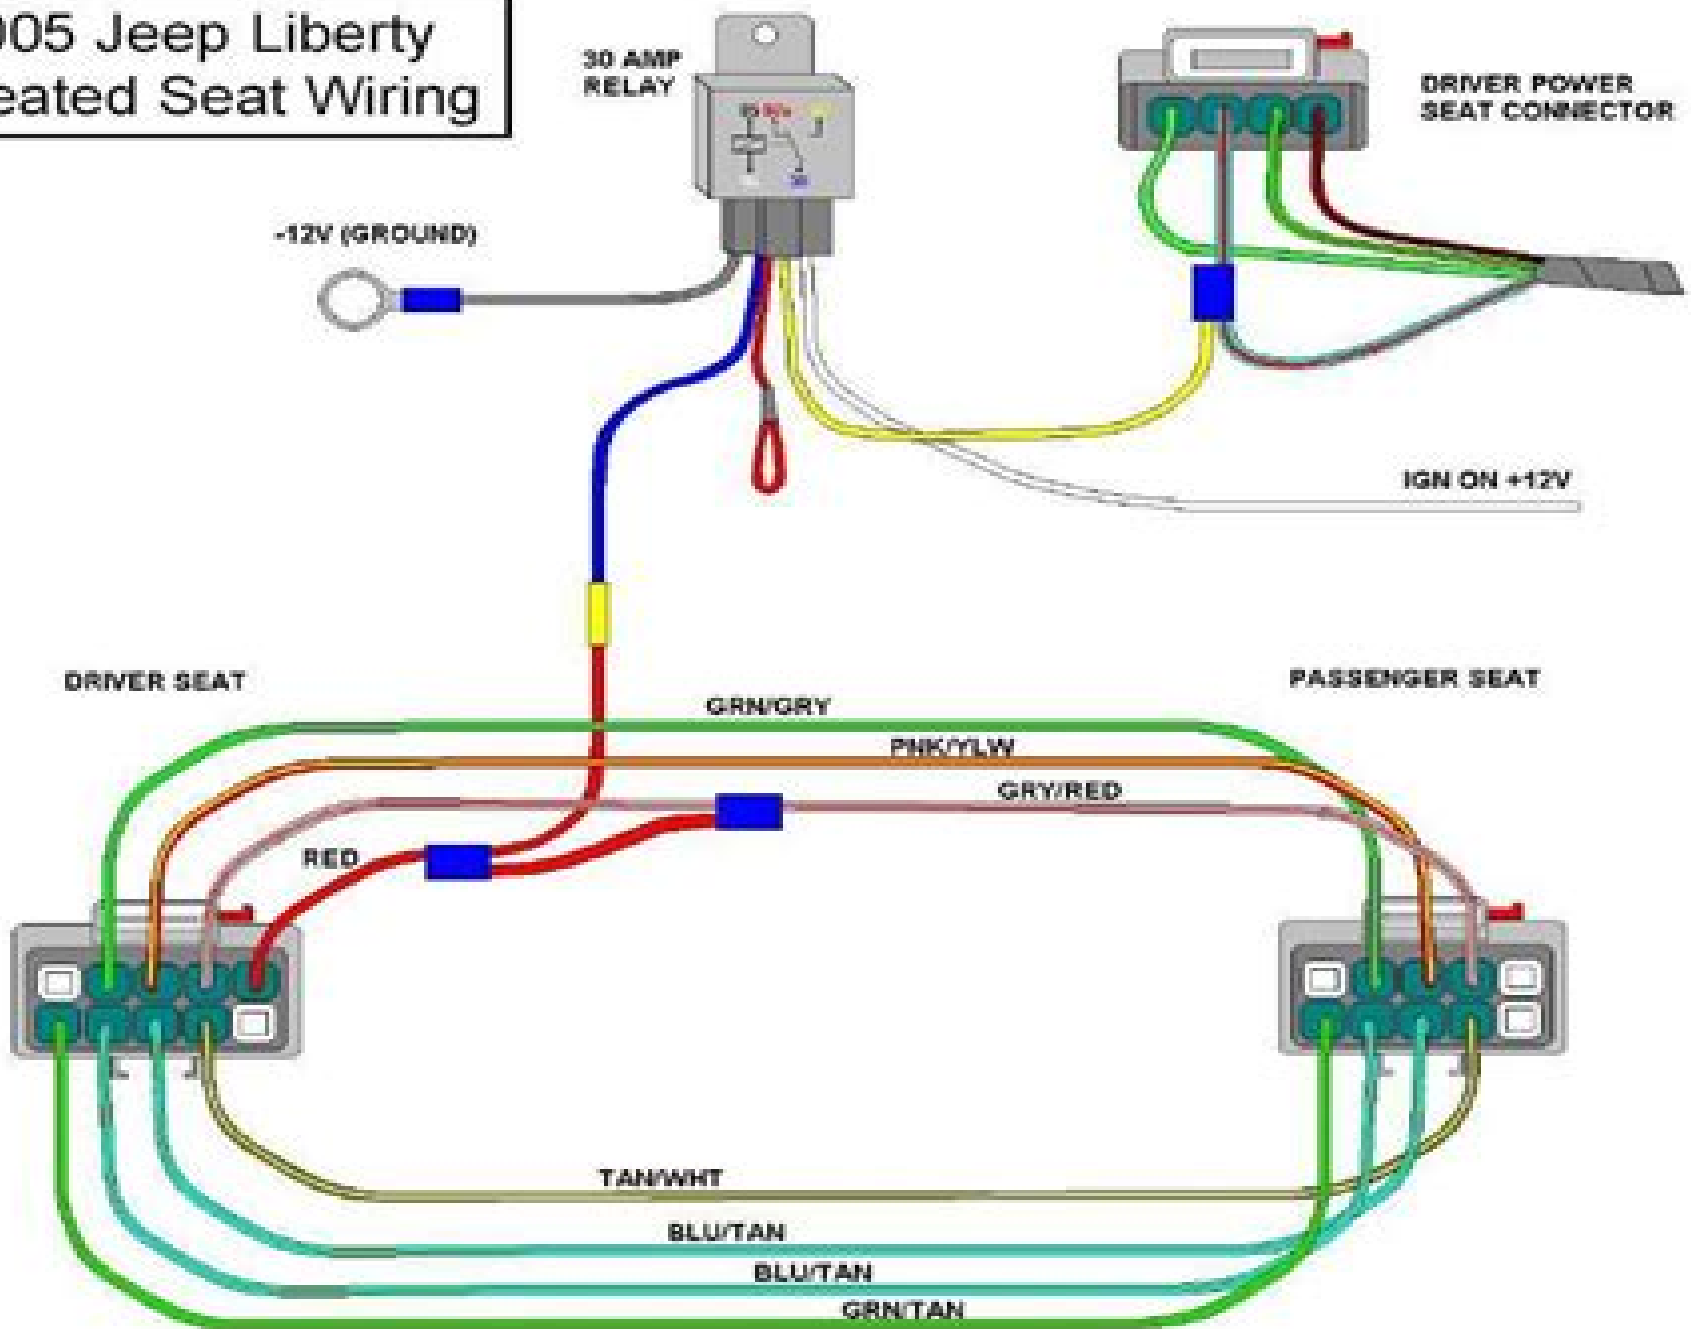 005 Jeep Liberty
eated Seat Wiring
30 AMP
RELAY
DRIVER POWER
SEAT CONNECTOR
-12V (GROUND)
IGN ON +12V
DRIVER SEAT
PASSENGER SEAT
GRN/GRY
PNK/YLW
GRY/RED
RED
TAN/WHT
BLU/TAN
BLU/TAN
GRN/TAN